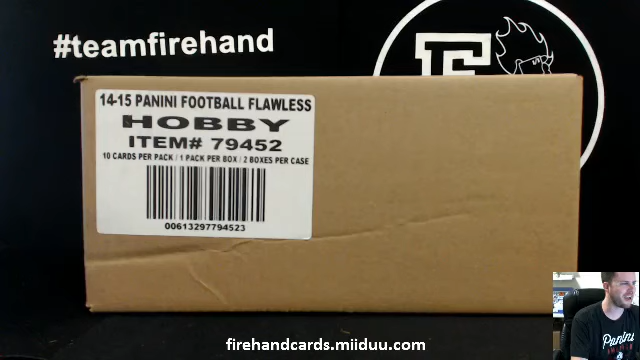 #teamfirehand
F
14-15 PANINI FOOTBALL FLAWLESS
HOBBY
ITEM# 79452
10 CARDS PER PACK / 1 PACK PER BOX / 2 BOXES PER CASE
00613297794523
Panini
firehandcards.miiduu.com